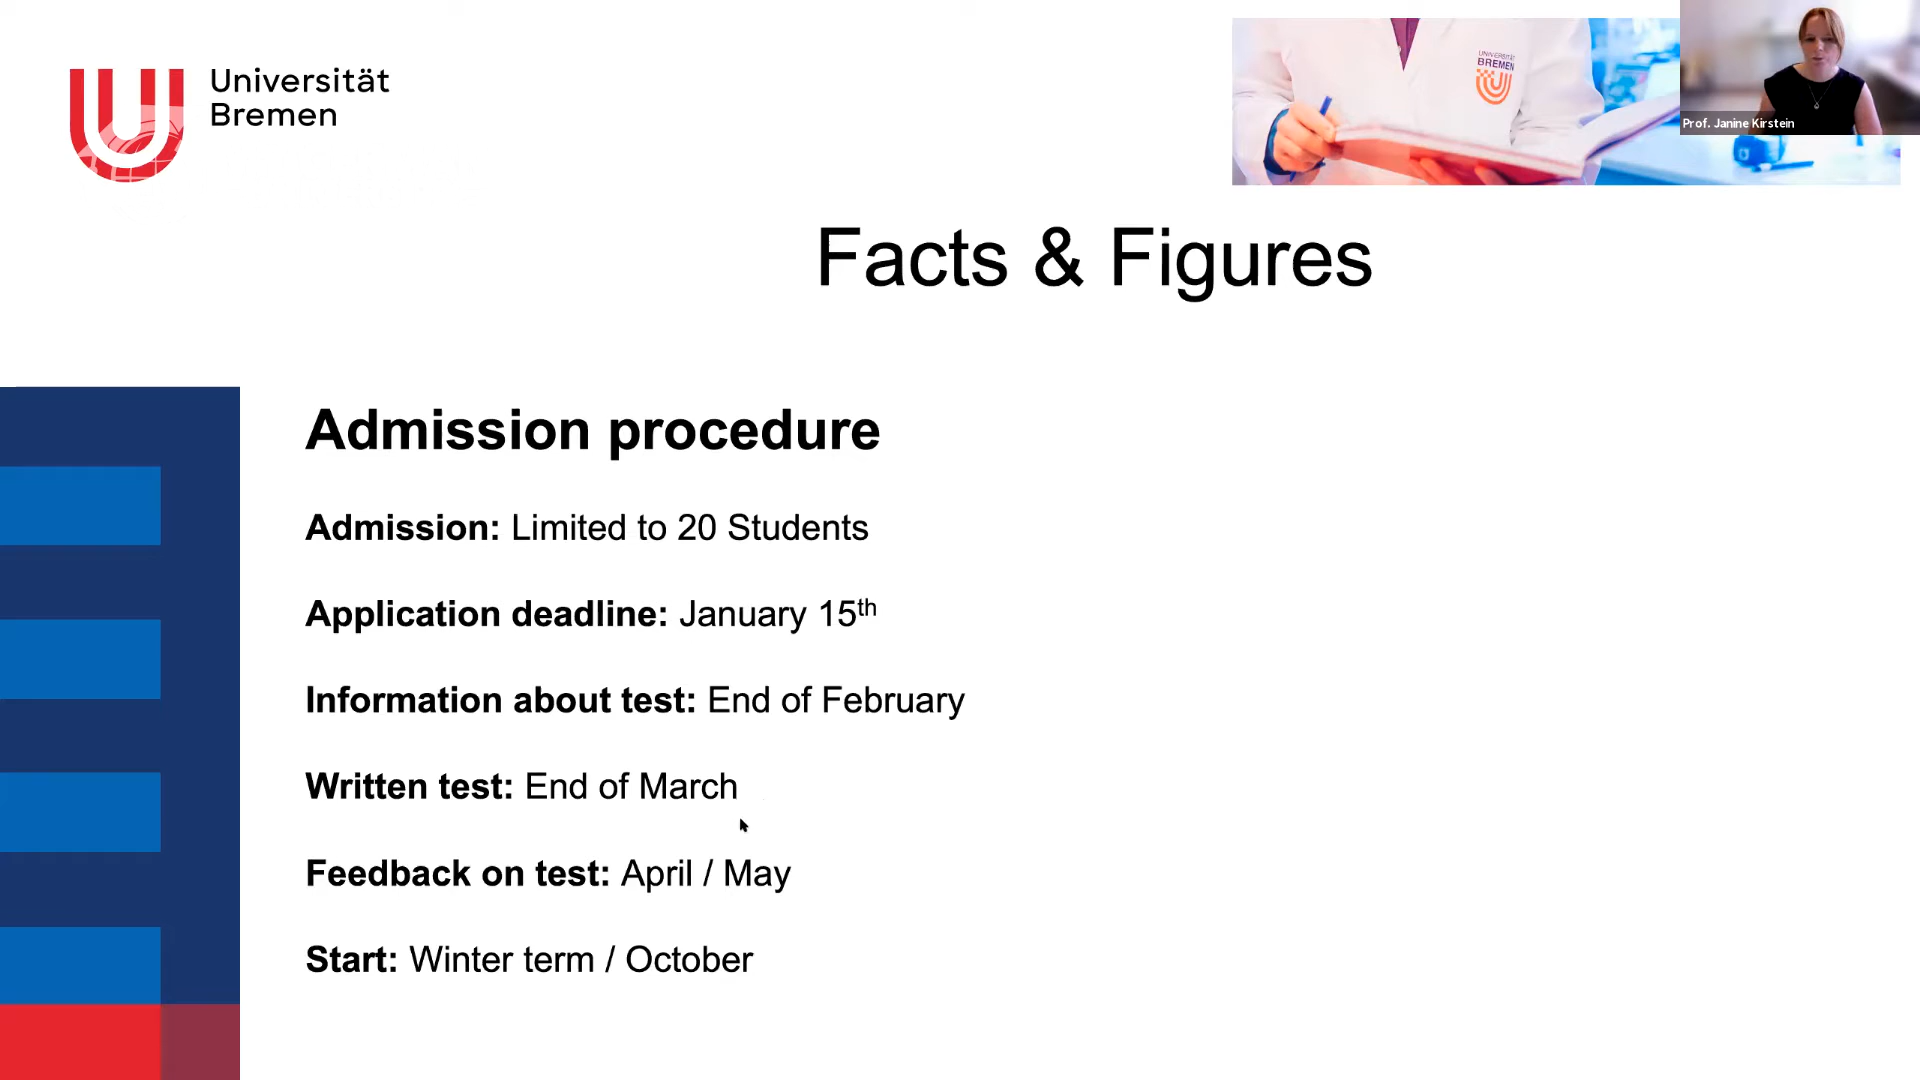 Universität
Bremen
UNIVERSITÄT
BREMEN
Prof. Janine Kirstein
Facts & Figures
Admission procedure
Admission: Limited to 20 Students
Application deadline: January 15th
Information about test: End of February
Written test: End of March
Feedback on test: April / May
Start: Winter term / October